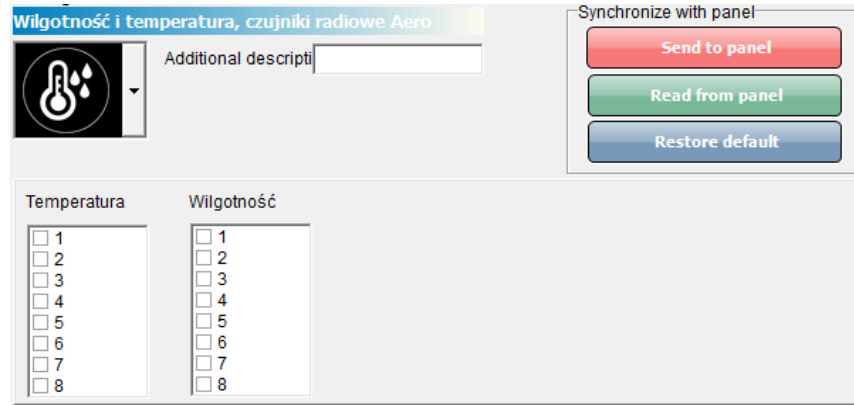 Wilgotność i temperatura, czujniki radiowe Aero
Additional descripti
Synchronize with panel
Send to panel
Read from panel
Restore default
Temperatura
1
2
3
4
5
6
7
8
Wilgotność
1
2
3
4
5
6
7
8